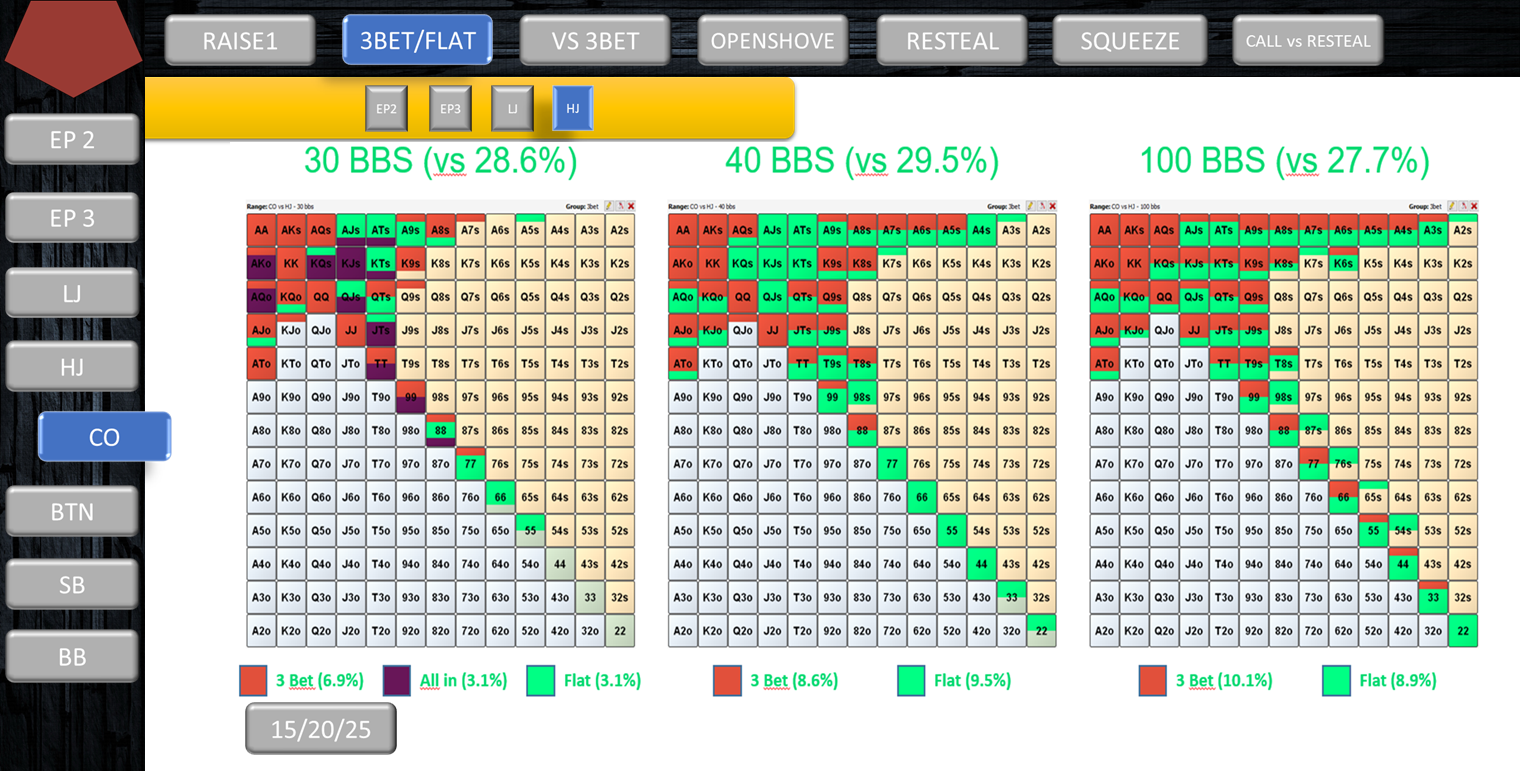 RAISE1 3BET/FLAT VS 3BET OPENSHOVE RESTEAL SQUEEZE CALL vs RESTEAL
EP2 EP3 LJ HJ
EP 2
EP 3
LJ
HJ
CO
BTN
SB
BB
30 BBS (vs 28.6%)
Range: CO vs HJ - 30 bbs Group: 3bet
AA AKs AQs AJs ATs A9s A8s A7s A6s A5s A4s A3s A2s
AKo KK KQs KJs KTs K9s K8s K7s K6s K5s K4s K3s K2s
AQo KQo QQ QJs QTs Q9s Q8s Q7s Q6s Q5s Q4s Q3s Q2s
AJo KJo QJo JJ JTs J9s J8s J7s J6s J5s J4s J3s J2s
ATo KTo QTo JTo TT T9s T8s T7s T6s T5s T4s T3s T2s
A9o K9o Q9o J9o T9o 99 98s 97s 96s 95s 94s 93s 92s
A8o K8o Q8o J8o T8o 98o 88 87s 86s 85s 84s 83s 82s
A7o K7o Q7o J7o T7o 97o 87o 77 76s 75s 74s 73s 72s
A6o K6o Q6o J6o T6o 96o 86o 76o 66 65s 64s 63s 62s
A5o K5o Q5o J5o T5o 95o 85o 75o 65o 55 54s 53s 52s
A4o K4o Q4o J4o T4o 94o 84o 74o 64o 54o 44 43s 42s
A3o K3o Q3o J3o T3o 93o 83o 73o 63o 53o 43o 33 32s
A2o K2o Q2o J2o T2o 92o 82o 72o 62o 52o 42o 32o 22
3 Bet (6.9%) All in (3.1%) Flat (3.1%)
15/20/25
40 BBS (vs 29.5%)
Range: CO vs HJ - 40 bbs Group: 3bet
AA AKs AQs AJs ATs A9s A8s A7s A6s A5s A4s A3s A2s
AKo KK KQs KJs KTs K9s K8s K7s K6s K5s K4s K3s K2s
AQo KQo QQ QJs QTs Q9s Q8s Q7s Q6s Q5s Q4s Q3s Q2s
AJo KJo QJo JJ JTs J9s J8s J7s J6s J5s J4s J3s J2s
ATo KTo QTo JTo TT T9s T8s T7s T6s T5s T4s T3s T2s
A9o K9o Q9o J9o T9o 99 98s 97s 96s 95s 94s 93s 92s
A8o K8o Q8o J8o T8o 98o 88 87s 86s 85s 84s 83s 82s
A7o K7o Q7o J7o T7o 97o 87o 77 76s 75s 74s 73s 72s
A6o K6o Q6o J6o T6o 96o 86o 76o 66 65s 64s 63s 62s
A5o K5o Q5o J5o T5o 95o 85o 75o 65o 55 54s 53s 52s
A4o K4o Q4o J4o T4o 94o 84o 74o 64o 54o 44 43s 42s
A3o K3o Q3o J3o T3o 93o 83o 73o 63o 53o 43o 33 32s
A2o K2o Q2o J2o T2o 92o 82o 72o 62o 52o 42o 32o 22
3 Bet (8.6%) Flat (9.5%)
100 BBS (vs 27.7%)
Range: CO vs HJ - 100 bbs Group: 3bet
AA AKs AQs AJs ATs A9s A8s A7s A6s A5s A4s A3s A2s
AKo KK KQs KJs KTs K9s K8s K7s K6s K5s K4s K3s K2s
AQo KQo QQ QJs QTs Q9s Q8s Q7s Q6s Q5s Q4s Q3s Q2s
AJo KJo QJo JJ JTs J9s J8s J7s J6s J5s J4s J3s J2s
ATo KTo QTo JTo TT T9s T8s T7s T6s T5s T4s T3s T2s
A9o K9o Q9o J9o T9o 99 98s 97s 96s 95s 94s 93s 92s
A8o K8o Q8o J8o T8o 98o 88 87s 86s 85s 84s 83s 82s
A7o K7o Q7o J7o T7o 97o 87o 77 76s 75s 74s 73s 72s
A6o K6o Q6o J6o T6o 96o 86o 76o 66 65s 64s 63s 62s
A5o K5o Q5o J5o T5o 95o 85o 75o 65o 55 54s 53s 52s
A4o K4o Q4o J4o T4o 94o 84o 74o 64o 54o 44 43s 42s
A3o K3o Q3o J3o T3o 93o 83o 73o 63o 53o 43o 33 32s
A2o K2o Q2o J2o T2o 92o 82o 72o 62o 52o 42o 32o 22
3 Bet (10.1%) Flat (8.9%)